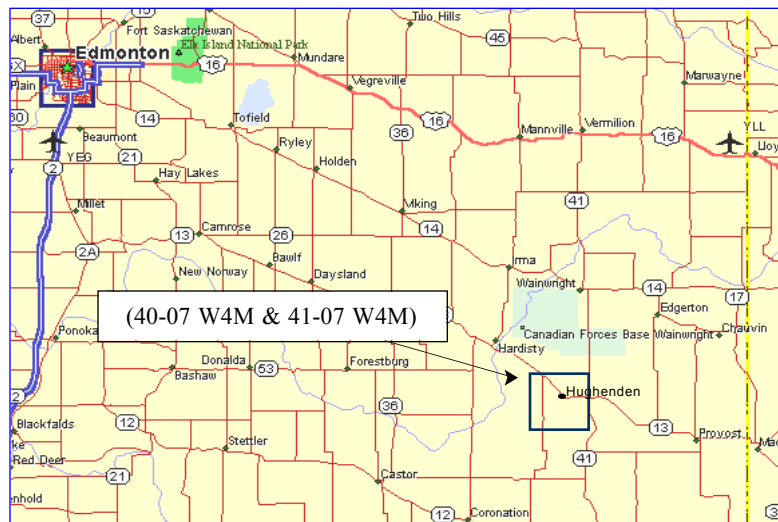 37
15
Two Hills
Albert
Fort Saskatchewan
45
Edmonton
Elk Island National Park
Mundare
16
Marwayne
Plain
Vegreville
14
Tofield
36
16
Mannville
Vermilion
16
YLL
Lloy
60
Beaumont
Ryley
YEG
21
Holden
2
Hay Lakes
Viking
41
Millet
13
Camrose
26
14
2A
Bawlf
Irma
New Norway
Daysland
Wainwright
14
17
Edgerton
(40-07 W4M & 41-07 W4M)
Canadian Forces Base Wainwright
Chauvin
Ponoka
Hardisty
Donalda
53
Forestburg
Bashaw
2
Hughenden
36
12
13
Blackfalds
Stettler
Provost
ke
Red Deer
41
21
Castor
nhold
12
Coronation